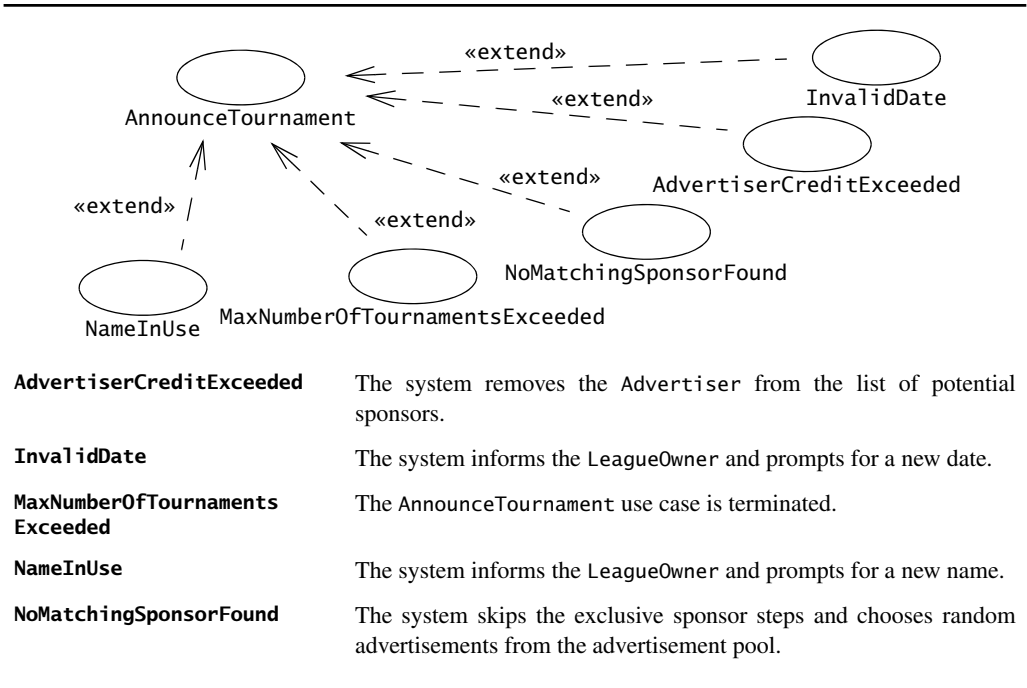 «extend»
InvalidDate
«extend»
AnnounceTournament
«extend»
AdvertiserCreditExceeded
«extend»
«extend»
NoMatchingSponsorFound
MaxNumberOfTournamentsExceeded
NameInUse
AdvertiserCreditExceeded The system removes the Advertiser from the list of potential
sponsors.
InvalidDate The system informs the LeagueOwner and prompts for a new date.
MaxNumberOfTournaments The AnnounceTournament use case is terminated.
Exceeded
NameInUse The system informs the LeagueOwner and prompts for a new name.
NoMatchingSponsorFound The system skips the exclusive sponsor steps and chooses random
advertisements from the advertisement pool.